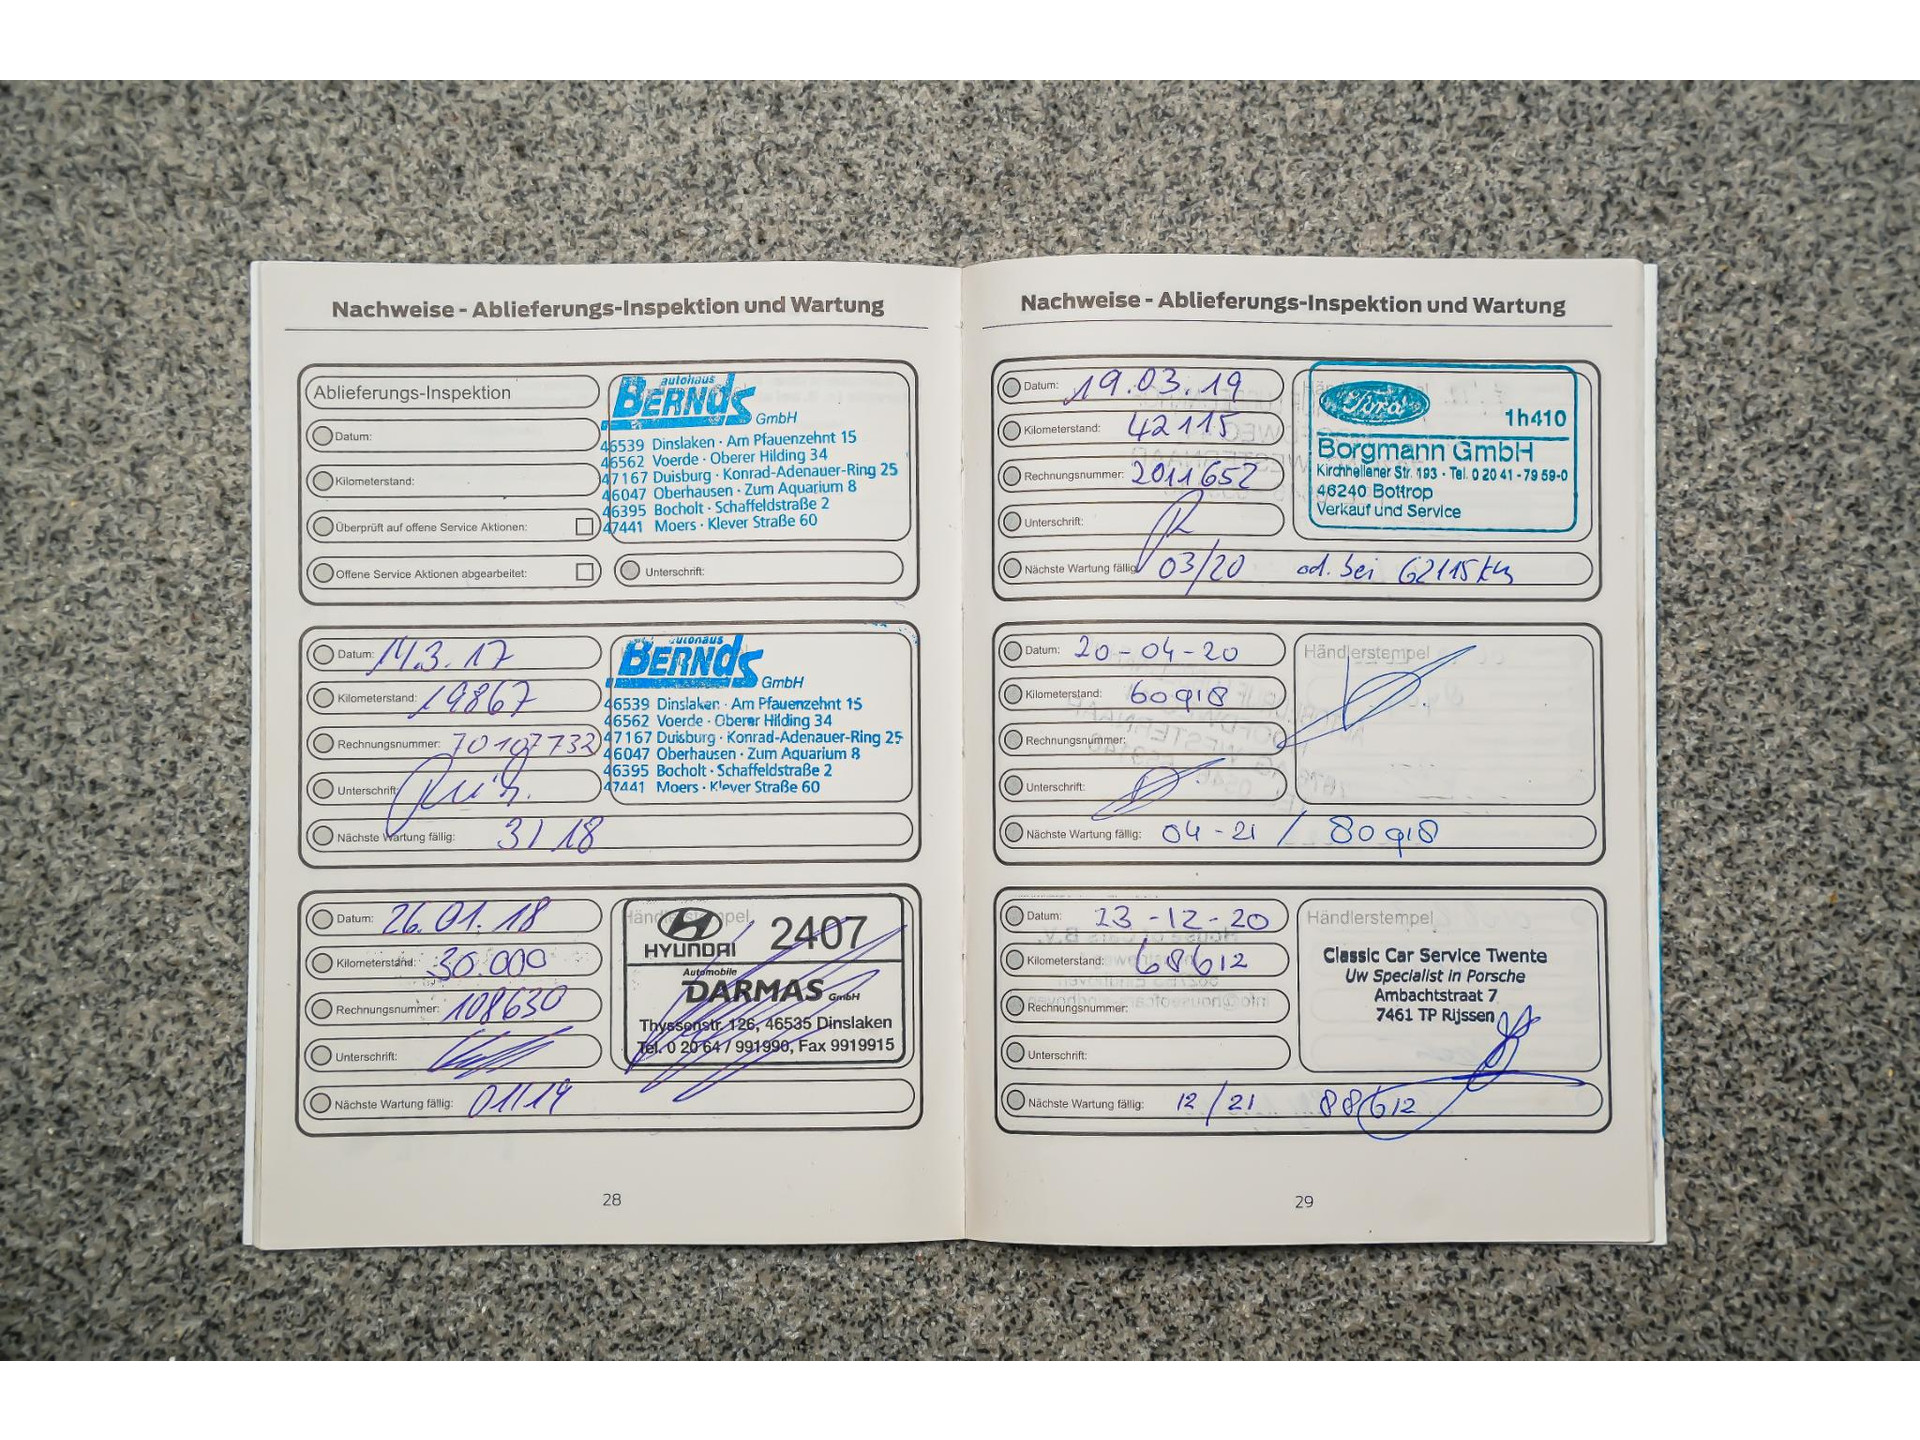 Nachweise - Ablieferungs-Inspektion und Wartung
Ablieferungs-Inspektion
Datum:
Kilometerstand:
Überprüft auf offene Service Aktionen:
Offene Service Aktionen abgearbeitet:
autohaus
BERNDS GmbH
46539 Dinslaken · Am Pfauenzehnt 15
46562 Voerde · Oberer Hilding 34
47167 Duisburg · Konrad-Adenauer-Ring 25
46047 Oberhausen · Zum Aquarium 8
46395 Bocholt · Schaffeldstraße 2
47441 Moers · Klever Straße 60
Unterschrift:
Datum: 14.3.17
Kilometerstand: 19867
Rechnungsnummer: 70107732
Unterschrift:
Nächste Wartung fällig: 3/18
autohaus
BERNDS GmbH
46539 Dinslaken · Am Pfauenzehnt 15
46562 Voerde · Oberer Hilding 34
47167 Duisburg · Konrad-Adenauer-Ring 25
46047 Oberhausen · Zum Aquarium 8
46395 Bocholt · Schaffeldstraße 2
47441 Moers · Klever Straße 60
Datum: 26.01.18
Kilometerstand: 30.000
Rechnungsnummer: 108630
Unterschrift:
Nächste Wartung fällig: 01/19
Händlerstempel
HYUNDAI 2407
Automobile
DARMAS GmbH
Thyssenstr. 126, 46535 Dinslaken
Tel. 0 20 64 / 991990, Fax 9919915
28
Nachweise - Ablieferungs-Inspektion und Wartung
Datum: 19.03.19
Kilometerstand: 42115
Rechnungsnummer: 2011652
Unterschrift:
Nächste Wartung fällig: 03/20 od. bei 62115 km
Ford
1h410
Borgmann GmbH
Kirchhellener Str. 193 · Tel. 0 20 41 - 79 59-0
46240 Bottrop
Verkauf und Service
Datum: 20-04-20
Kilometerstand: 60918
Rechnungsnummer:
Unterschrift:
Nächste Wartung fällig: 04-21 / 80918
Händlerstempel
Datum: 23-12-20
Kilometerstand: 68612
Rechnungsnummer:
Unterschrift:
Nächste Wartung fällig: 12/21 88612
Händlerstempel
Classic Car Service Twente
Uw Specialist in Porsche
Ambachtstraat 7
7461 TP Rijssen
29